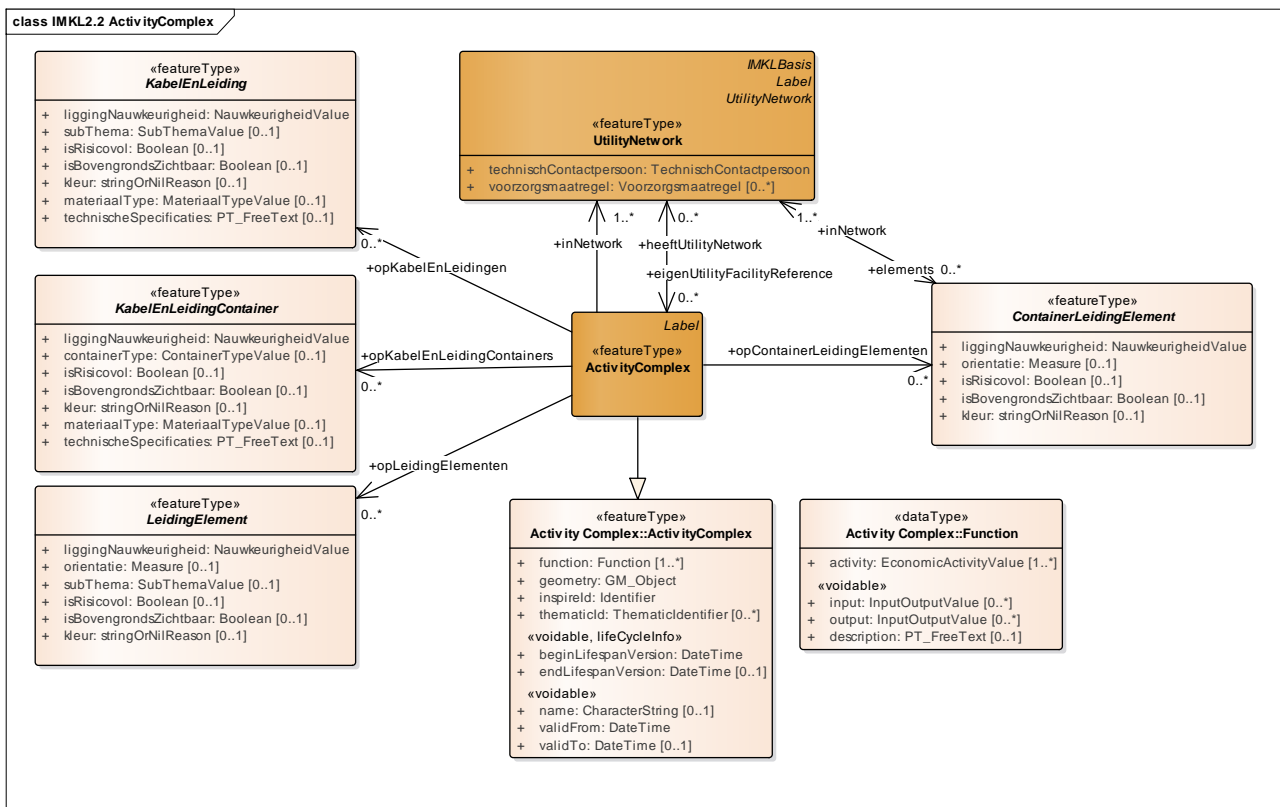 class IMKL2.2 ActivityComplex
«featureType»
KabelEnLeiding
+ liggingNauwkeurigheid: NauwkeurigheidValue
+ subThema: SubThemaValue [0..1]
+ isRisicovol: Boolean [0..1]
+ isBovengrondsZichtbaar: Boolean [0..1]
+ kleur: stringOrNilReason [0..1]
+ materiaalType: MateriaalTypeValue [0..1]
+ technischeSpecificaties: PT_FreeText [0..1]
IMKLBasis
Label
UtilityNetwork
«featureType»
UtilityNetwork
+ technischContactpersoon: TechnischContactpersoon
+ voorzorgsmaatregel: Voorzorgsmaatregel [0..*]
1..*
0..*
1..*
+inNetwork
+heeftUtilityNetwork
+inNetwork
0..*
+opKabelEnLeidingen
+eigenUtilityFacilityReference
0..*
+elements 0..*
«featureType»
KabelEnLeidingContainer
+ liggingNauwkeurigheid: NauwkeurigheidValue
+ containerType: ContainerTypeValue [0..1]
+ isRisicovol: Boolean [0..1]
+ isBovengrondsZichtbaar: Boolean [0..1]
+ kleur: stringOrNilReason [0..1]
+ materiaalType: MateriaalTypeValue [0..1]
+ technischeSpecificaties: PT_FreeText [0..1]
+opKabelEnLeidingContainers
0..*
Label
«featureType»
ActivityComplex
+opContainerLeidingElementen
0..*
«featureType»
ContainerLeidingElement
+ liggingNauwkeurigheid: NauwkeurigheidValue
+ orientatie: Measure [0..1]
+ isRisicovol: Boolean [0..1]
+ isBovengrondsZichtbaar: Boolean [0..1]
+ kleur: stringOrNilReason [0..1]
+opLeidingElementen
0..*
«featureType»
LeidingElement
+ liggingNauwkeurigheid: NauwkeurigheidValue
+ orientatie: Measure [0..1]
+ subThema: SubThemaValue [0..1]
+ isRisicovol: Boolean [0..1]
+ isBovengrondsZichtbaar: Boolean [0..1]
+ kleur: stringOrNilReason [0..1]
«featureType»
Activity Complex::ActivityComplex
+ function: Function [1..*]
+ geometry: GM_Object
+ inspireId: Identifier
+ thematicId: ThematicIdentifier [0..*]
«voidable, lifeCycleInfo»
+ beginLifespanVersion: DateTime
+ endLifespanVersion: DateTime [0..1]
«voidable»
+ name: CharacterString [0..1]
+ validFrom: DateTime
+ validTo: DateTime [0..1]
«dataType»
Activity Complex::Function
+ activity: EconomicActivityValue [1..*]
«voidable»
+ input: InputOutputValue [0..*]
+ output: InputOutputValue [0..*]
+ description: PT_FreeText [0..1]